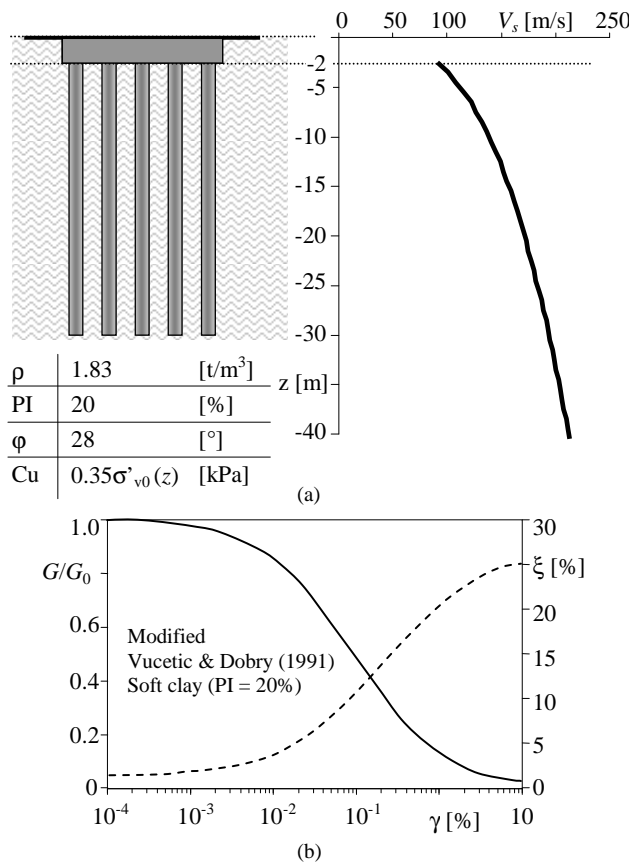 0 50 100 V_s [m/s] 250
-2
-5
-10
-15
-20
-25
-30
z [m]
-40
ρ 1.83 [t/m³]
PI 20 [%]
φ 28 [°]
Cu 0.35σ'v0(z) [kPa]
(a)
1.0 30
G/G₀ ξ [%]
0.8
20
0.6
Modified
Vucetic & Dobry (1991) 15
Soft clay (PI = 20%)
0.4 10
0.2 5
0 0
10⁻⁴ 10⁻³ 10⁻² 10⁻¹ γ [%] 10
(b)